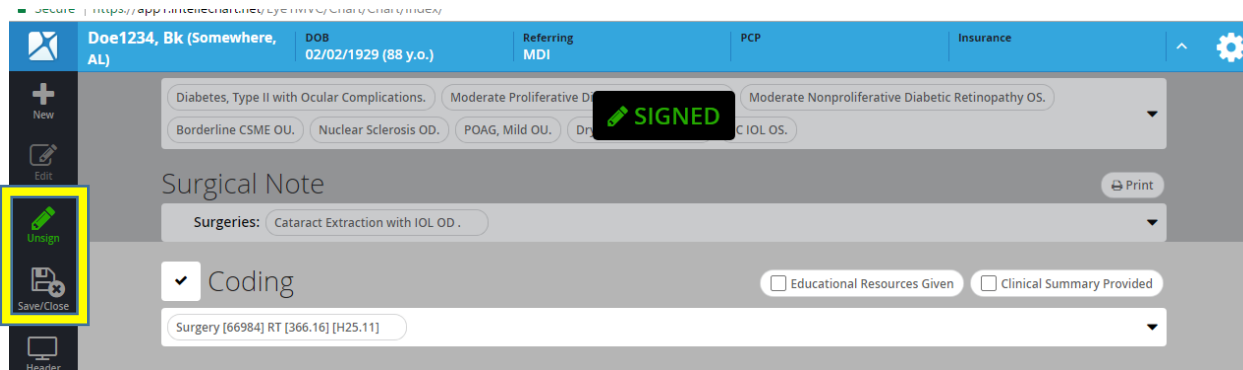 Secure | https://app1.intellechart.net/Eye1MVC/Chart/Chart/Index/
Doe1234, Bk (Somewhere, AL)
DOB
02/02/1929 (88 y.o.)
Referring
MDI
PCP
Insurance
New
Edit
Unsign
Save/Close
Header
Diabetes, Type II with Ocular Complications. Moderate Proliferative Di Moderate Nonproliferative Diabetic Retinopathy OS.
SIGNED
Borderline CSME OU. Nuclear Sclerosis OD. POAG, Mild OU. C IOL OS.
Surgical Note
Print
Surgeries: Cataract Extraction with IOL OD .
Coding
Educational Resources Given
Clinical Summary Provided
Surgery [66984] RT [366.16] [H25.11]